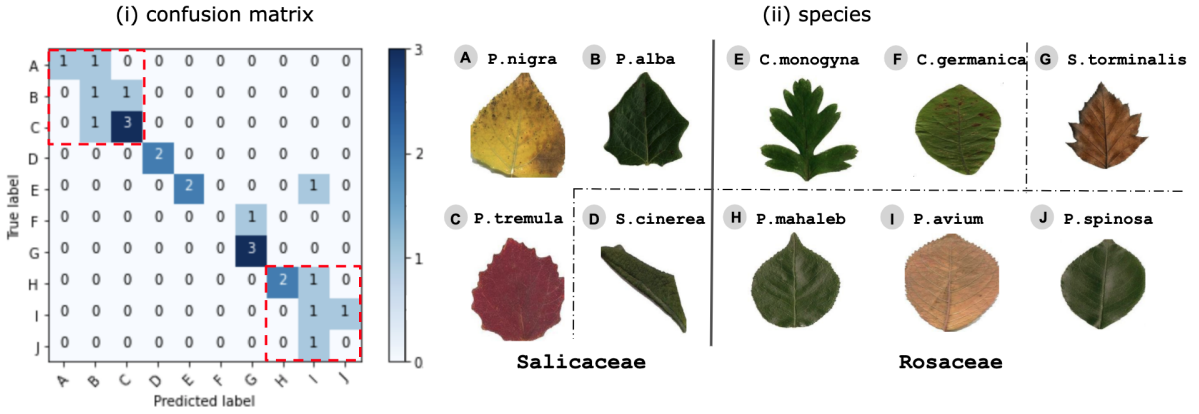 (i) confusion matrix
(ii) species
True label
A 1 1 0 0 0 0 0 0 0 0
B 0 1 1 0 0 0 0 0 0 0
C 0 1 3 0 0 0 0 0 0 0
D 0 0 0 2 0 0 0 0 0 0
E 0 0 0 0 2 0 0 0 1 0
F 0 0 0 0 0 0 1 0 0 0
G 0 0 0 0 0 0 3 0 0 0
H 0 0 0 0 0 0 0 2 1 0
I 0 0 0 0 0 0 0 0 1 1
J 0 0 0 0 0 0 0 0 1 0
A B C D E F G H I J
Predicted label
3
2
1
0
A P.nigra
B P.alba
E C.monogyna
F C.germanica
G S.torminalis
C P.tremula
D S.cinerea
H P.mahaleb
I P.avium
J P.spinosa
Salicaceae
Rosaceae